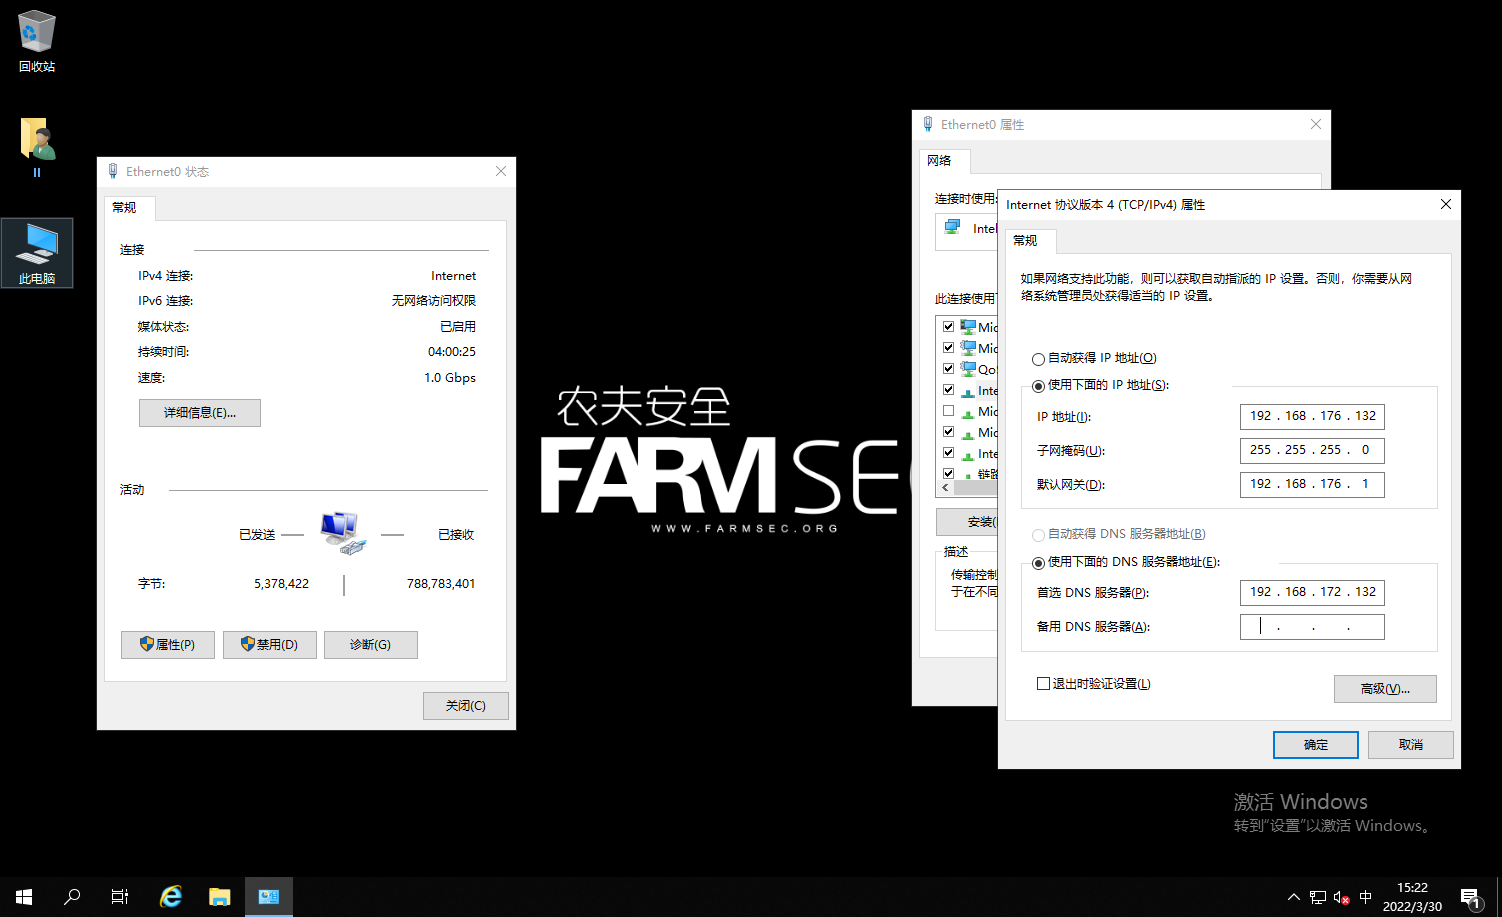 回收站
II
此电脑
Ethernet0 状态
常规
连接
IPv4 连接:
Internet
IPv6 连接:
无网络访问权限
媒体状态:
已启用
持续时间:
04:00:25
速度:
1.0 Gbps
详细信息(E)...
活动
已发送
已接收
字节:
5,378,422
788,783,401
属性(P)
禁用(D)
诊断(G)
关闭(C)
农夫安全
FARM SEC
WWW.FARMSEC.ORG
Ethernet0 属性
网络
连接时使用:
Intel
此连接使用
Mic
Mic
QoS
Inte
Mic
Mic
Inte
链路
安装(
描述
传输控制
于在不同
Internet 协议版本 4 (TCP/IPv4) 属性
常规
如果网络支持此功能，则可以获取自动指派的 IP 设置。否则，你需要从网
络系统管理员处获得适当的 IP 设置。
自动获得 IP 地址(O)
使用下面的 IP 地址(S):
IP 地址(I):
192 . 168 . 176 . 132
子网掩码(U):
255 . 255 . 255 . 0
默认网关(D):
192 . 168 . 176 . 1
自动获得 DNS 服务器地址(B)
使用下面的 DNS 服务器地址(E):
首选 DNS 服务器(P):
192 . 168 . 172 . 132
备用 DNS 服务器(A):
. . .
退出时验证设置(L)
高级(V)...
确定
取消
激活 Windows
转到“设置”以激活 Windows。
中
15:22
2022/3/30
1